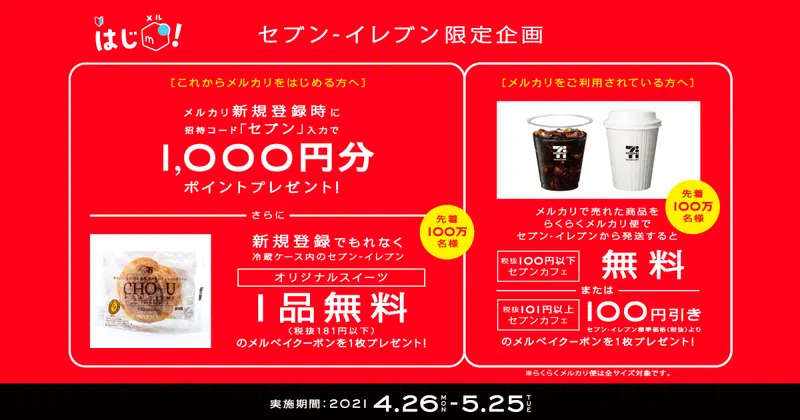 はじメル!
セブン-イレブン限定企画
[これからメルカリをはじめる方へ]
メルカリ新規登録時に
招待コード「セブン」入力で
1,000円分
ポイントプレゼント!
さらに
先着
100万
名様
新規登録でもれなく
冷蔵ケース内のセブン-イレブン
オリジナルスイーツ
1品無料
(税抜181円以下)
のメルペイクーポンを1枚プレゼント!
CHOU
[メルカリをご利用されている方へ]
先着
100万
名様
メルカリで売れた商品を
らくらくメルカリ便で
セブン-イレブンから発送すると
税抜100円以下
セブンカフェ
無料
または
税抜101円以上
セブンカフェ
100円引き
セブン-イレブン標準価格(税抜)より
のメルペイクーポンを1枚プレゼント!
※らくらくメルカリ便は全サイズ対象です。
実施期間:2021 4.26 MON - 5.25 TUE